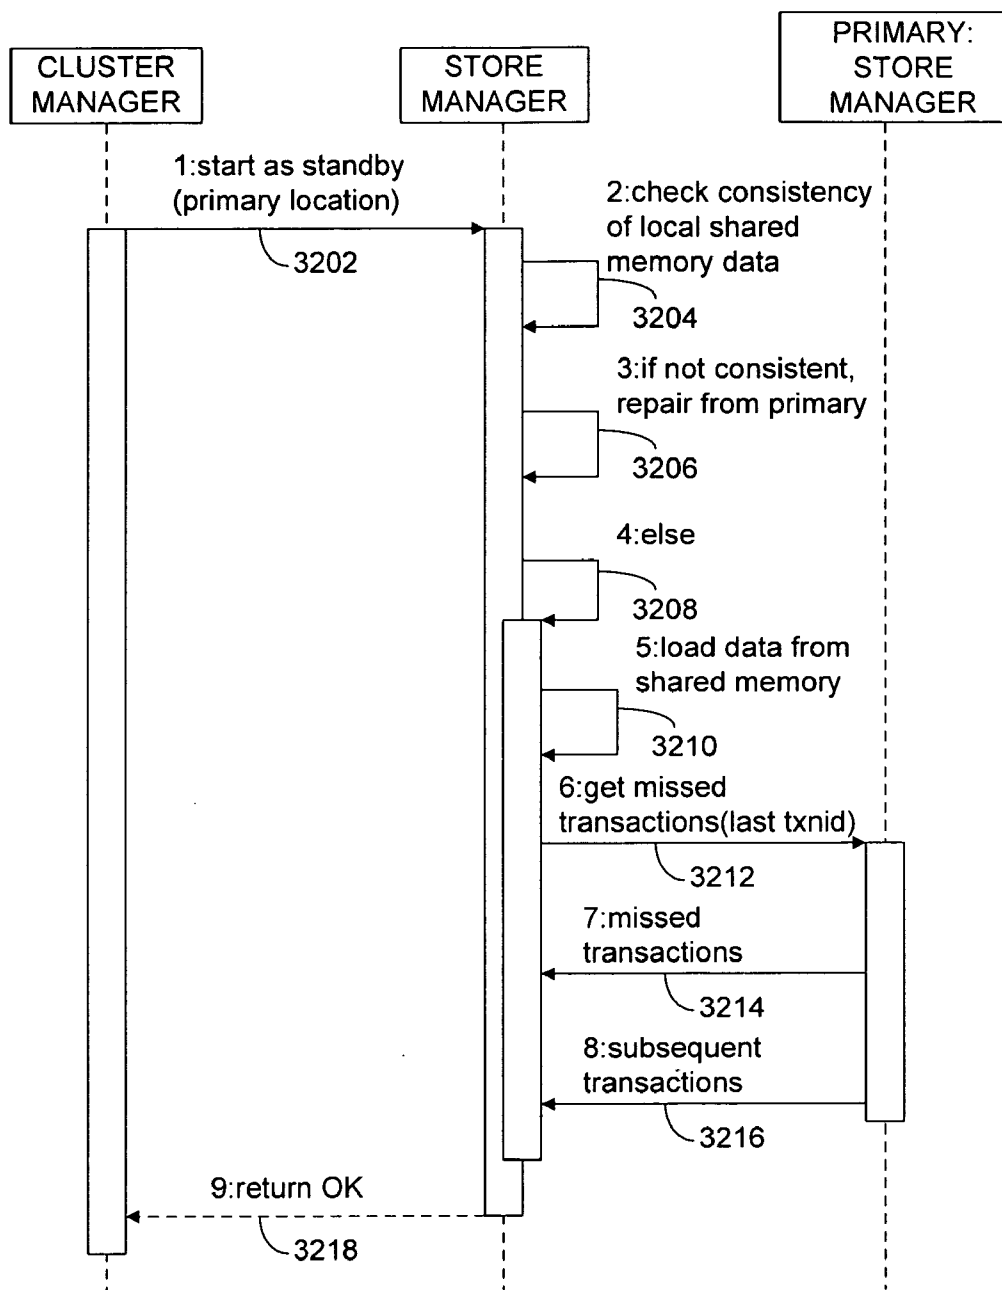 CLUSTER
MANAGER
STORE
MANAGER
PRIMARY:
STORE
MANAGER
1:start as standby
(primary location)
3202
2:check consistency
of local shared
memory data
3204
3:if not consistent,
repair from primary
3206
4:else
3208
5:load data from
shared memory
3210
6:get missed
transactions(last txnid)
3212
7:missed
transactions
3214
8:subsequent
transactions
3216
9:return OK
3218